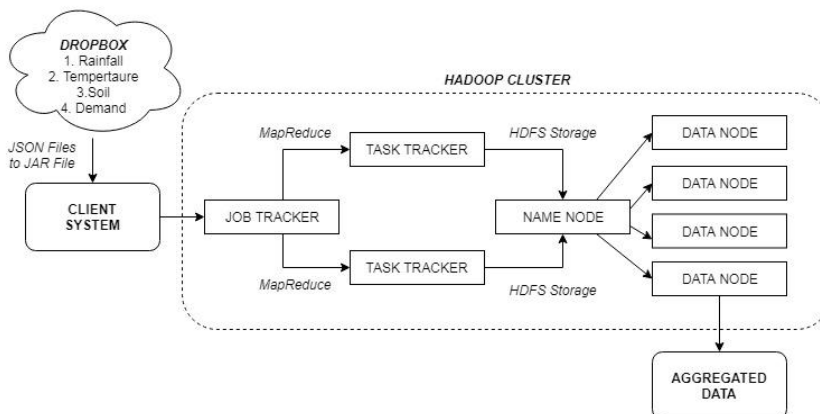 DROPBOX
1. Rainfall
2. Tempertaure
3.Soil
4. Demand
JSON Files
to JAR File
CLIENT
SYSTEM
HADOOP CLUSTER
MapReduce
TASK TRACKER
HDFS Storage
JOB TRACKER
NAME NODE
MapReduce
TASK TRACKER
HDFS Storage
DATA NODE
DATA NODE
DATA NODE
DATA NODE
AGGREGATED
DATA